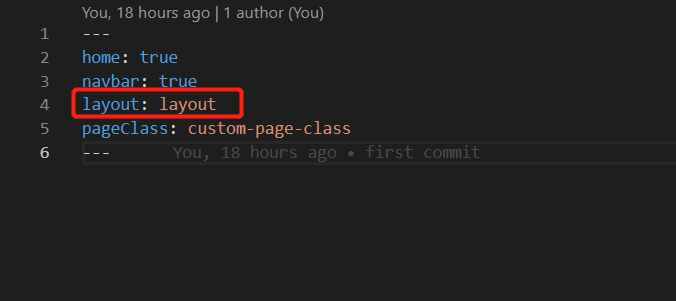 You, 18 hours ago | 1 author (You)
1 ---
2 home: true
3 navbar: true
4 layout: layout
5 pageClass: custom-page-class
6 --- You, 18 hours ago • first commit